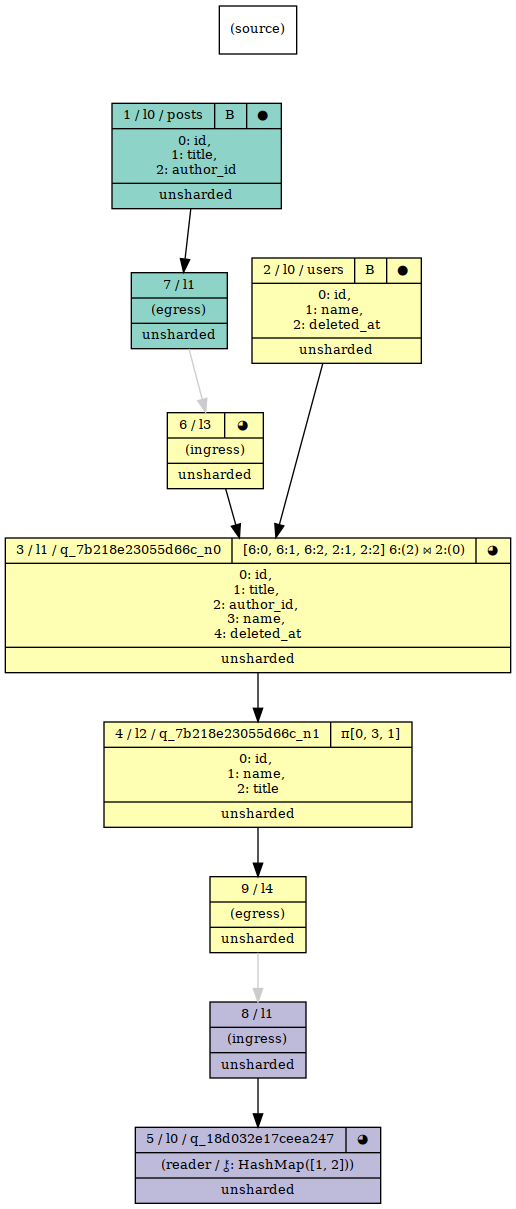 (source)
1 / l0 / posts B ●
0: id,
1: title,
2: author_id
unsharded
7 / l1
(egress)
unsharded
2 / l0 / users B ●
0: id,
1: name,
2: deleted_at
unsharded
6 / l3 ◕
(ingress)
unsharded
3 / l1 / q_7b218e23055d66c_n0 [6:0, 6:1, 6:2, 2:1, 2:2] 6:(2) ⋈ 2:(0) ◕
0: id,
1: title,
2: author_id,
3: name,
4: deleted_at
unsharded
4 / l2 / q_7b218e23055d66c_n1 π[0, 3, 1]
0: id,
1: name,
2: title
unsharded
9 / l4
(egress)
unsharded
8 / l1
(ingress)
unsharded
5 / l0 / q_18d032e17ceea247 ◕
(reader / ⚷: HashMap([1, 2]))
unsharded